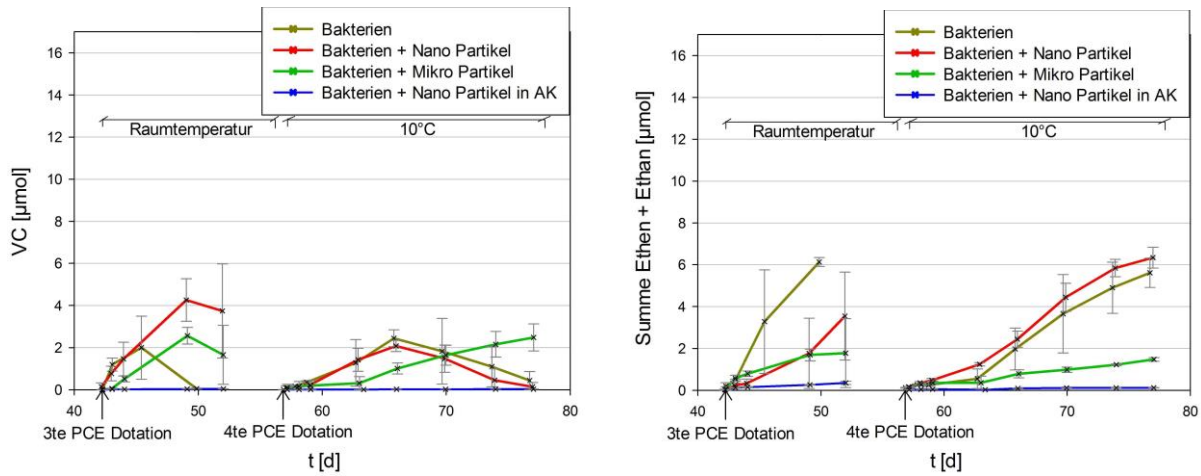 Bakterien
Bakterien + Nano Partikel
Bakterien + Mikro Partikel
Bakterien + Nano Partikel in AK
Raumtemperatur
10°C
VC [µmol]
16
14
12
10
8
6
4
2
0
40
50
60
70
80
3te PCE Dotation
4te PCE Dotation
t [d]
Bakterien
Bakterien + Nano Partikel
Bakterien + Mikro Partikel
Bakterien + Nano Partikel in AK
Raumtemperatur
10°C
Summe Ethen + Ethan [µmol]
16
14
12
10
8
6
4
2
0
40
50
60
70
80
3te PCE Dotation
4te PCE Dotation
t [d]